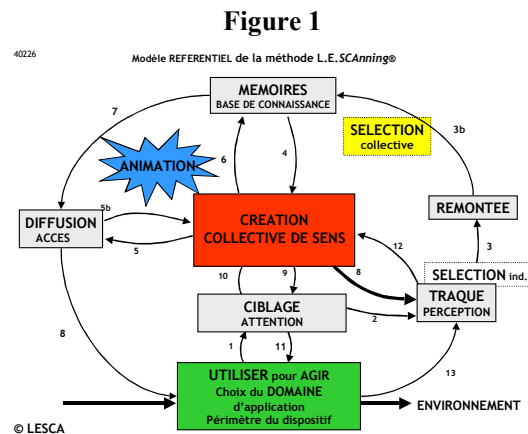 Figure 1
40226
Modèle REFERENTIEL de la méthode L.E.SCAnning®
MEMOIRES
BASE DE CONNAISSANCE
7
3b
SELECTION
collective
ANIMATION
6
4
5b
DIFFUSION
ACCES
CREATION
COLLECTIVE DE SENS
REMONTEE
5
12
3
SELECTION ind.
10
9
8
TRAQUE
PERCEPTION
CIBLAGE
ATTENTION
2
8
1
11
13
UTILISER pour AGIR
Choix du DOMAINE
d’application
Périmètre du dispositif
ENVIRONNEMENT
© LESCA